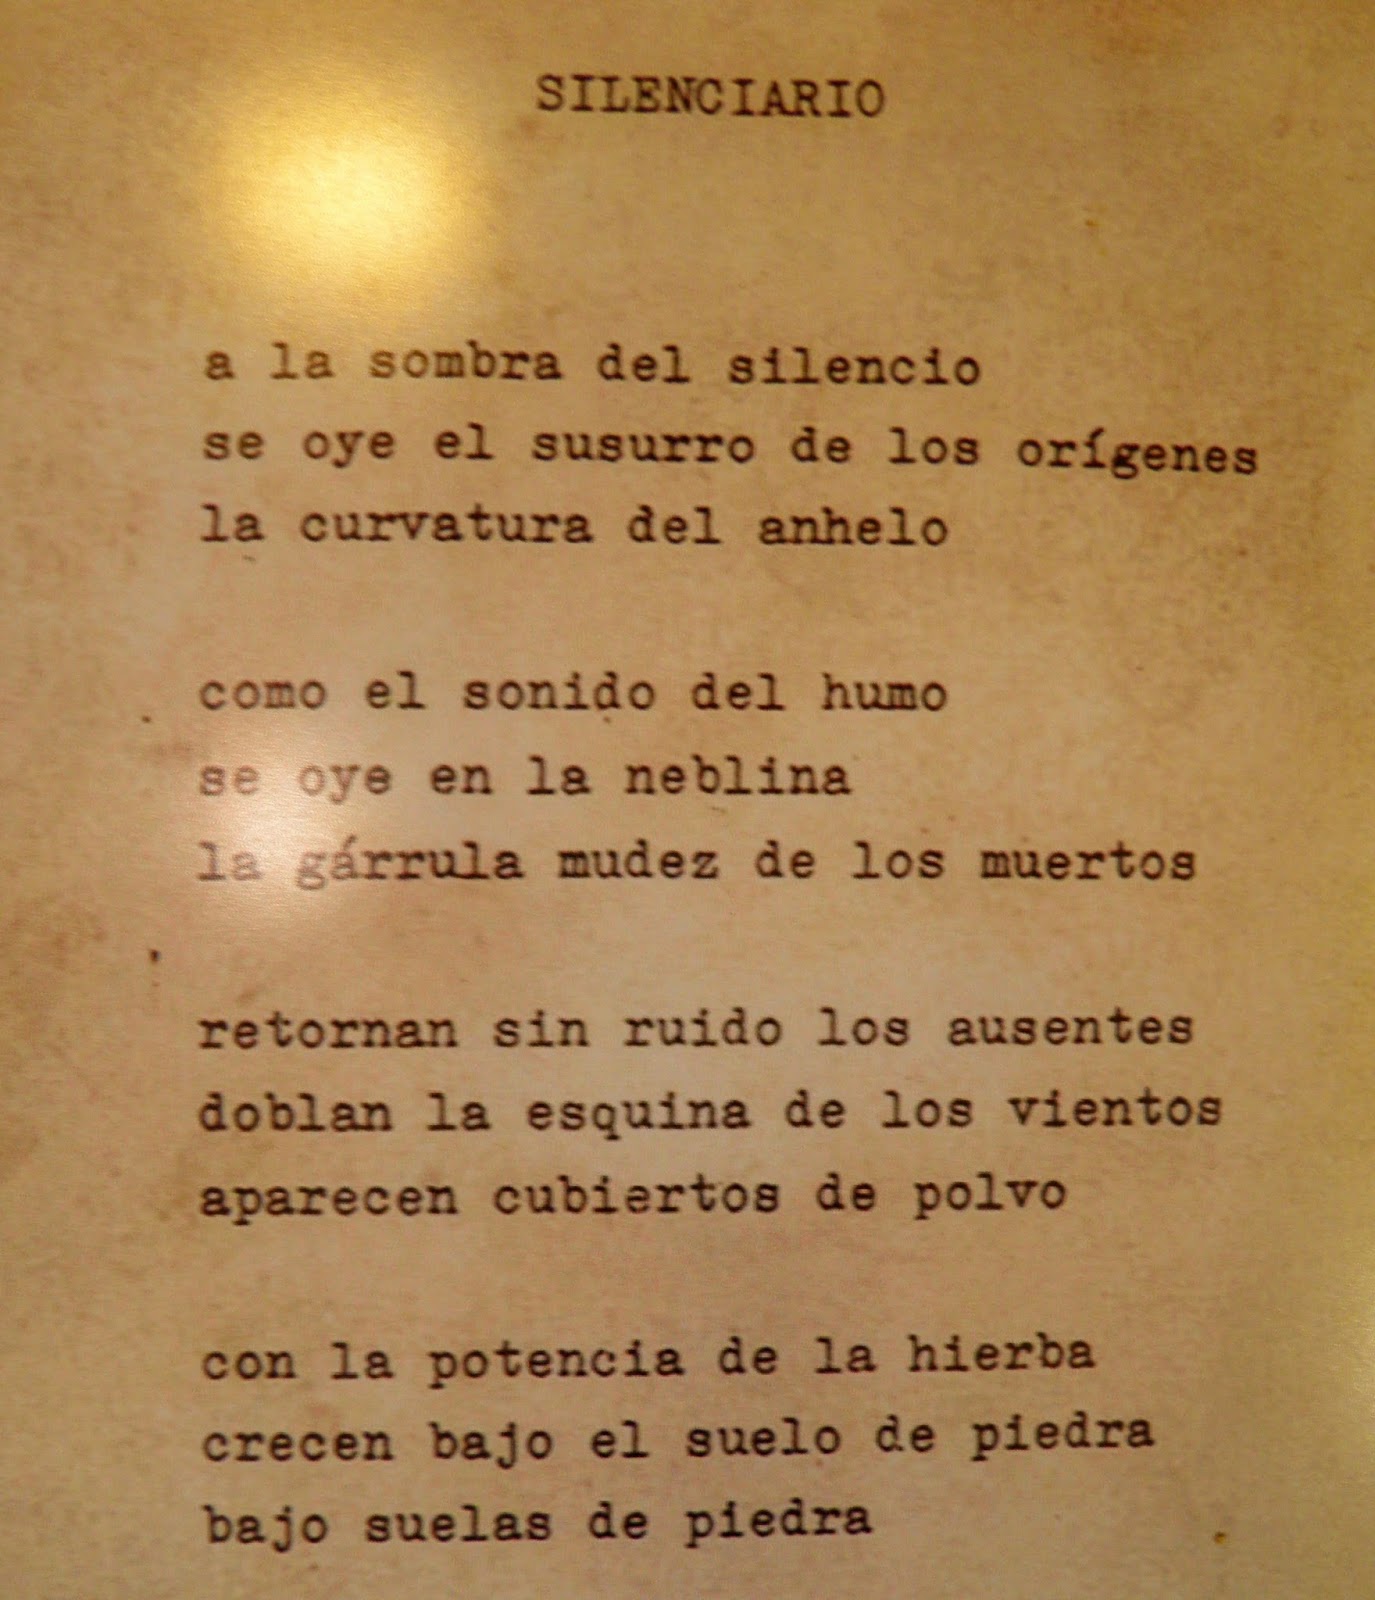 SILENCIARIO
a la sombra del silencio
se oye el susurro de los orígenes
la curvatura del anhelo
como el sonido del humo
se oye en la neblina
la gárrula mudez de los muertos
retornan sin ruido los ausentes
doblan la esquina de los vientos
aparecen cubiertos de polvo
con la potencia de la hierba
crecen bajo el suelo de piedra
bajo suelas de piedra